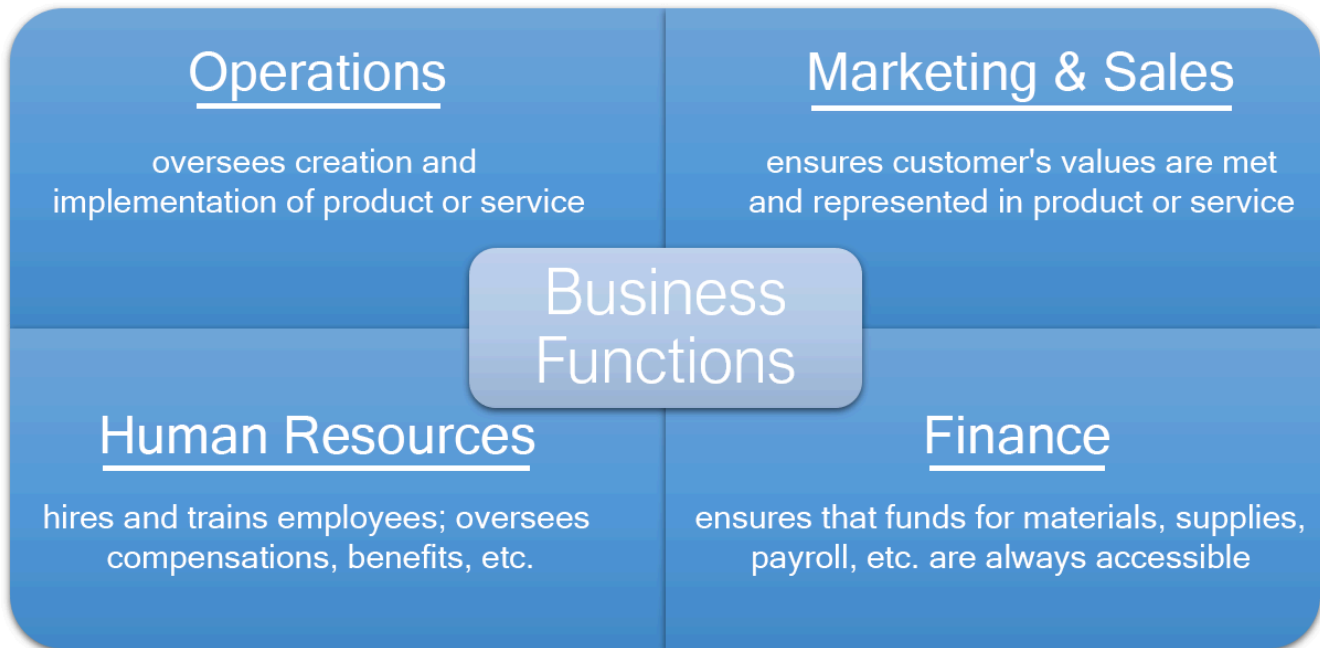 Operations
oversees creation and
implementation of product or service
Marketing & Sales
ensures customer's values are met
and represented in product or service
Business
Functions
Human Resources
hires and trains employees; oversees
compensations, benefits, etc.
Finance
ensures that funds for materials, supplies,
payroll, etc. are always accessible